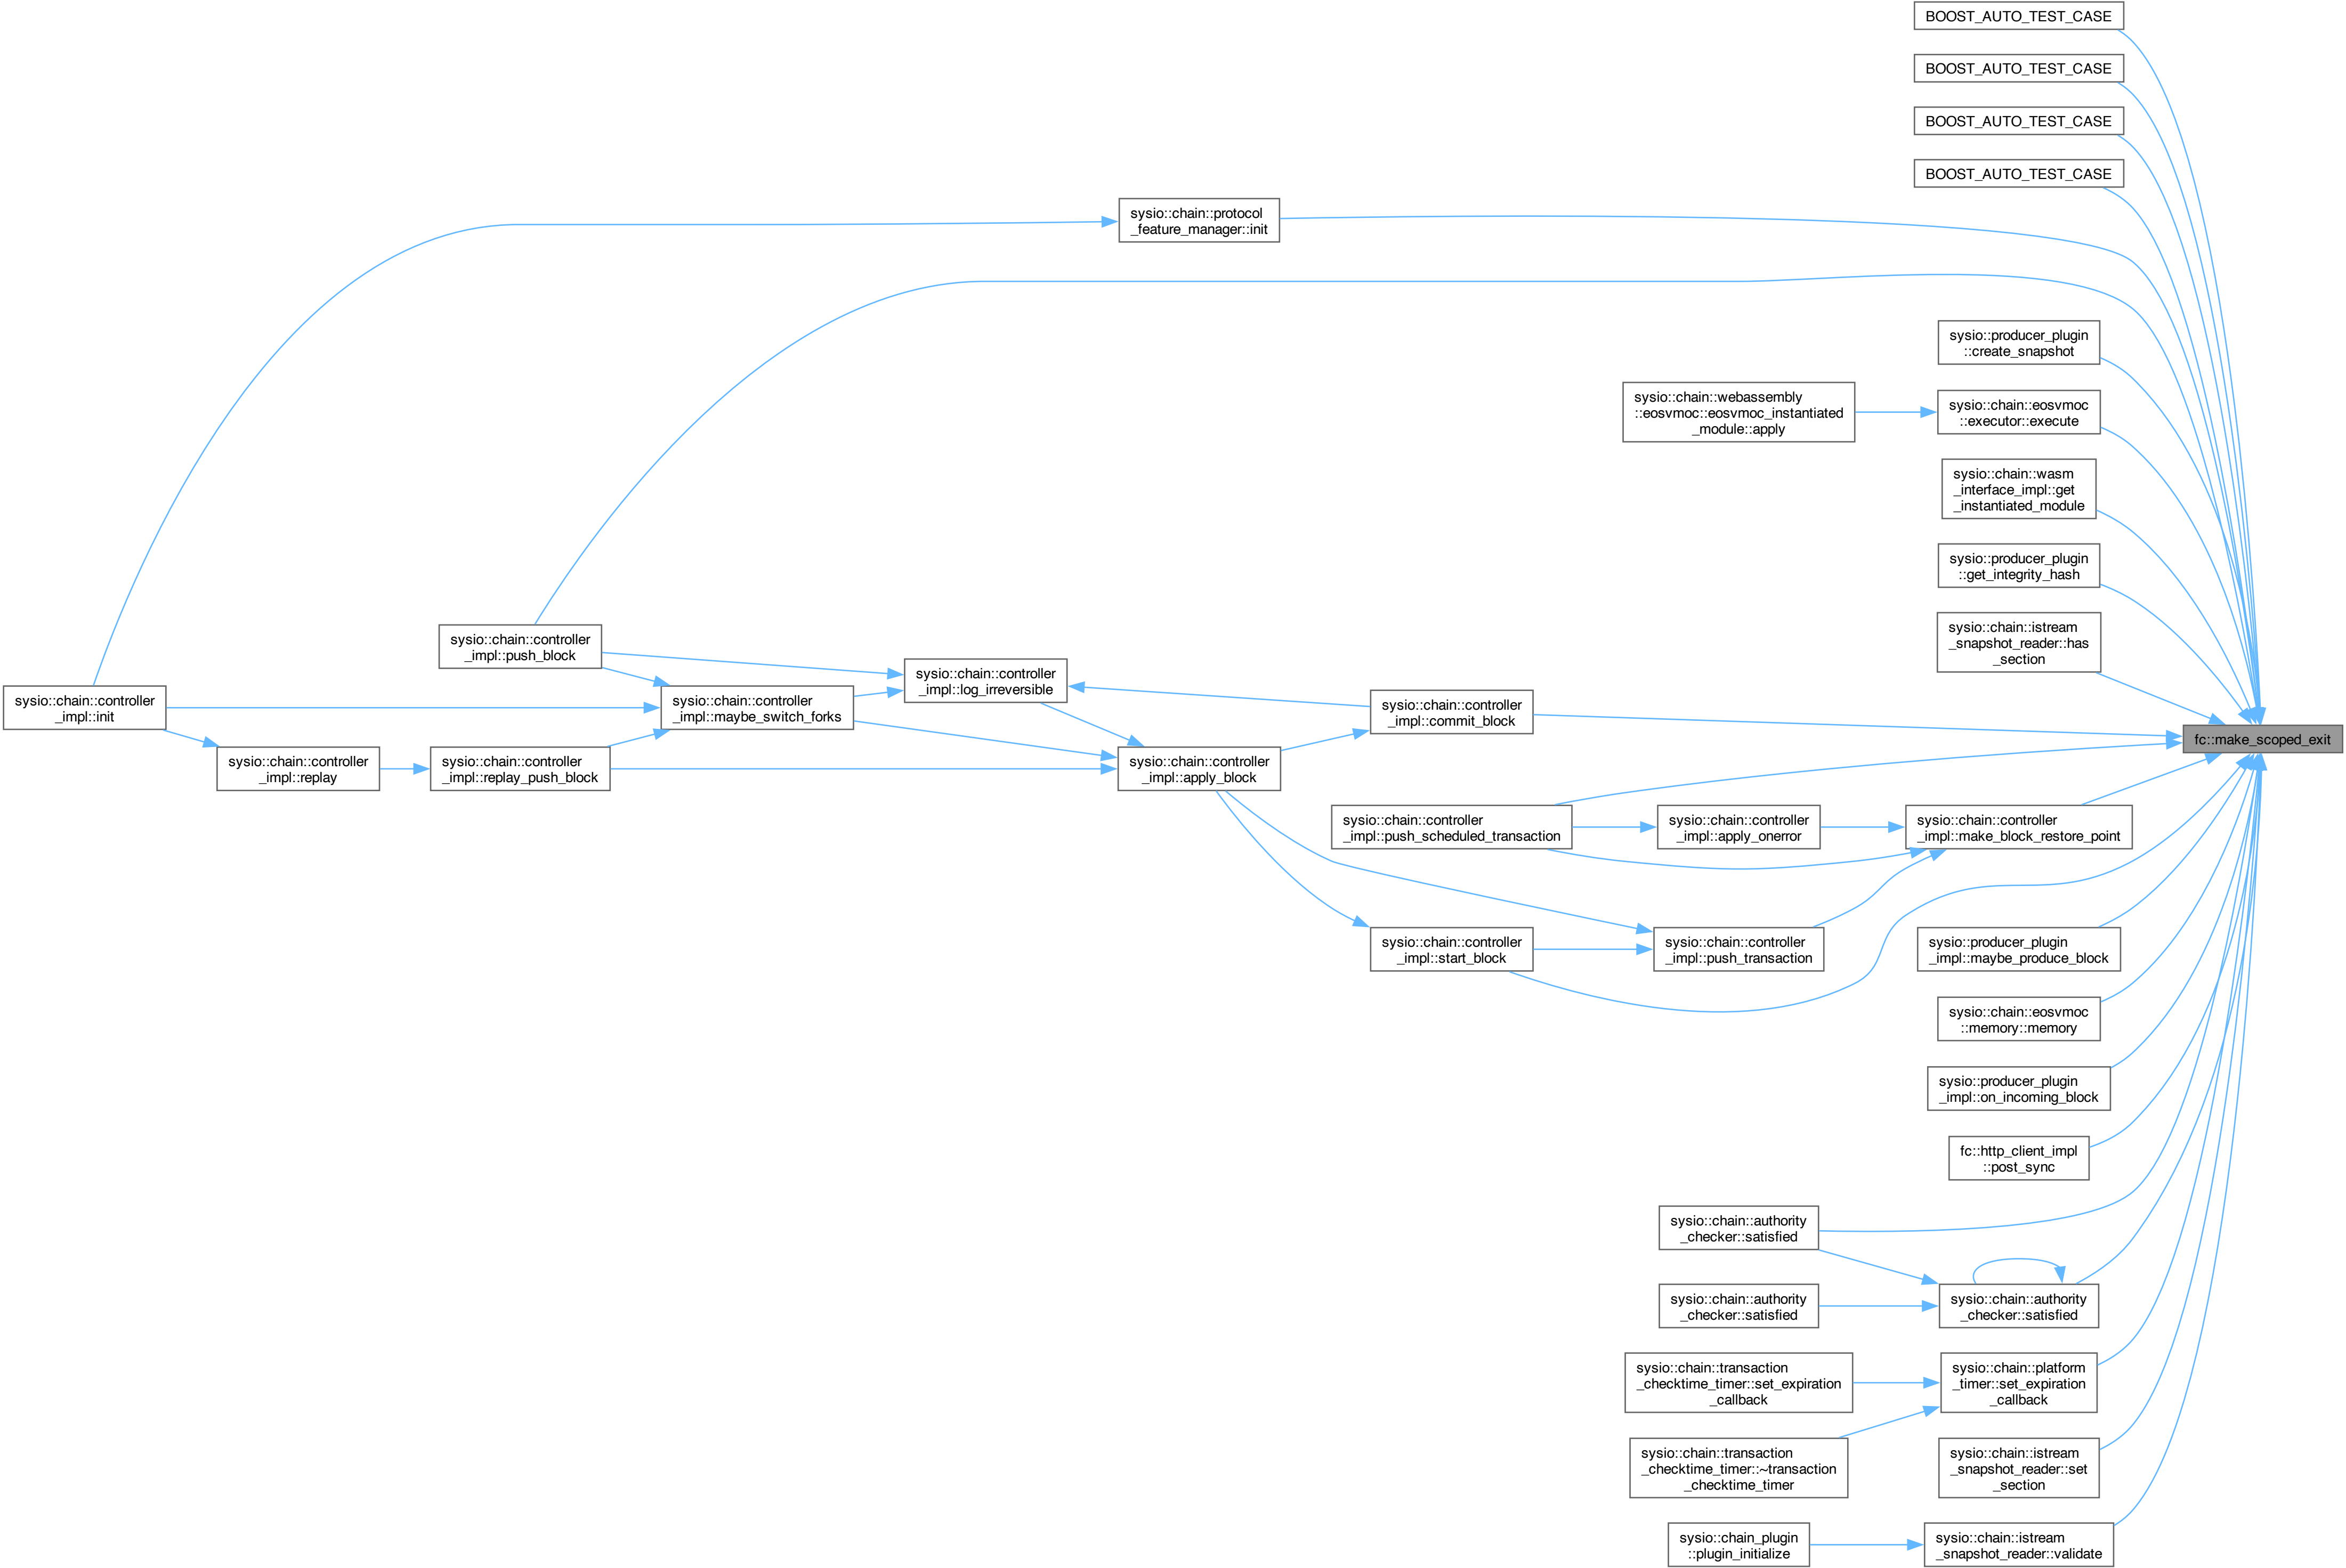 BOOST_AUTO_TEST_CASE
BOOST_AUTO_TEST_CASE
BOOST_AUTO_TEST_CASE
BOOST_AUTO_TEST_CASE
sysio::chain::protocol
_feature_manager::init
sysio::producer_plugin
::create_snapshot
sysio::chain::webassembly
::eosvmoc::eosvmoc_instantiated
_module::apply
sysio::chain::eosvmoc
::executor::execute
sysio::chain::wasm
_interface_impl::get
_instantiated_module
sysio::producer_plugin
::get_integrity_hash
sysio::chain::istream
_snapshot_reader::has
_section
sysio::chain::controller
_impl::push_block
sysio::chain::controller
_impl::log_irreversible
sysio::chain::controller
_impl::init
sysio::chain::controller
_impl::maybe_switch_forks
sysio::chain::controller
_impl::commit_block
fc::make_scoped_exit
sysio::chain::controller
_impl::replay
sysio::chain::controller
_impl::replay_push_block
sysio::chain::controller
_impl::apply_block
sysio::chain::controller
_impl::push_scheduled_transaction
sysio::chain::controller
_impl::apply_onerror
sysio::chain::controller
_impl::make_block_restore_point
sysio::chain::controller
_impl::start_block
sysio::chain::controller
_impl::push_transaction
sysio::producer_plugin
_impl::maybe_produce_block
sysio::chain::eosvmoc
::memory::memory
sysio::producer_plugin
_impl::on_incoming_block
fc::http_client_impl
::post_sync
sysio::chain::authority
_checker::satisfied
sysio::chain::authority
_checker::satisfied
sysio::chain::authority
_checker::satisfied
sysio::chain::transaction
_checktime_timer::set_expiration
_callback
sysio::chain::platform
_timer::set_expiration
_callback
sysio::chain::transaction
_checktime_timer::~transaction
_checktime_timer
sysio::chain::istream
_snapshot_reader::set
_section
sysio::chain_plugin
::plugin_initialize
sysio::chain::istream
_snapshot_reader::validate